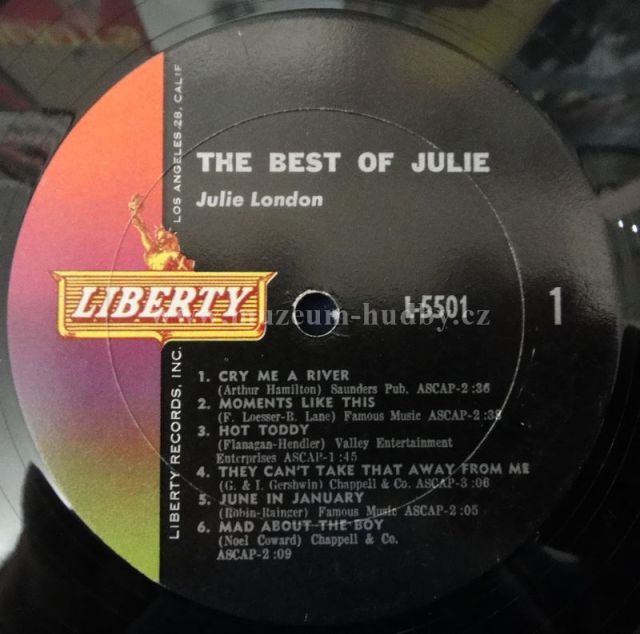 LOS ANGELES 28, CALIF
THE BEST OF JULIE
Julie London
LIBERTY
L-5501
1
www.muzeum-hudby.cz
LIBERTY RECORDS, INC.
1. CRY ME A RIVER
(Arthur Hamilton) Saunders Pub. ASCAP-2:36
2. MOMENTS LIKE THIS
(F. Loesser-B. Lane) Famous Music ASCAP-2:38
3. HOT TODDY
(Flanagan-Hendler) Valley Entertainment
Enterprises ASCAP-1:45
4. THEY CAN'T TAKE THAT AWAY FROM ME
(G. & I. Gershwin) Chappell & Co. ASCAP-3:06
5. JUNE IN JANUARY
(Robin-Rainger) Famous Music ASCAP-2:05
6. MAD ABOUT THE BOY
(Noel Coward) Chappell & Co.
ASCAP-2:09